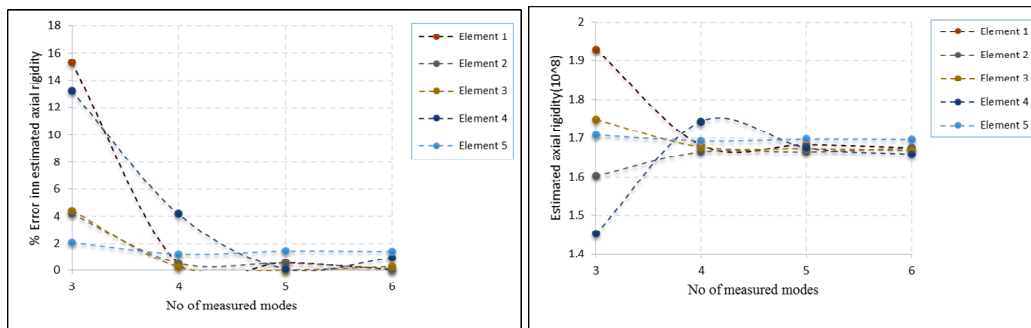 % Error inn estimated axial rigidity
18
16
14
12
10
8
6
4
2
0
3 4 5 6
No of measured modes
Element 1
Element 2
Element 3
Element 4
Element 5
Estimated axial rigidity(10^8)
2
1.9
1.8
1.7
1.6
1.5
1.4
3 4 5 6
No of measured modes
Element 1
Element 2
Element 3
Element 4
Element 5